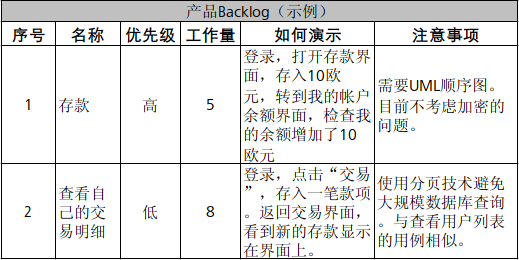 产品Backlog（示例）
序号 名称 优先级 工作量 如何演示 注意事项
1 存款 高 5
登录，打开存款界
面，存入10欧
元，转到我的帐户
余额界面，检查我
的余额增加了10
欧元
需要UML顺序图。
目前不考虑加密的
问题。
2
查看自
己的交
易明细
低 8
登录，点击“交易
”，存入一笔款项
。返回交易界面，
看到新的存款显示
在界面上。
使用分页技术避免
大规模数据库查询
。与查看用户列表
的用例相似。